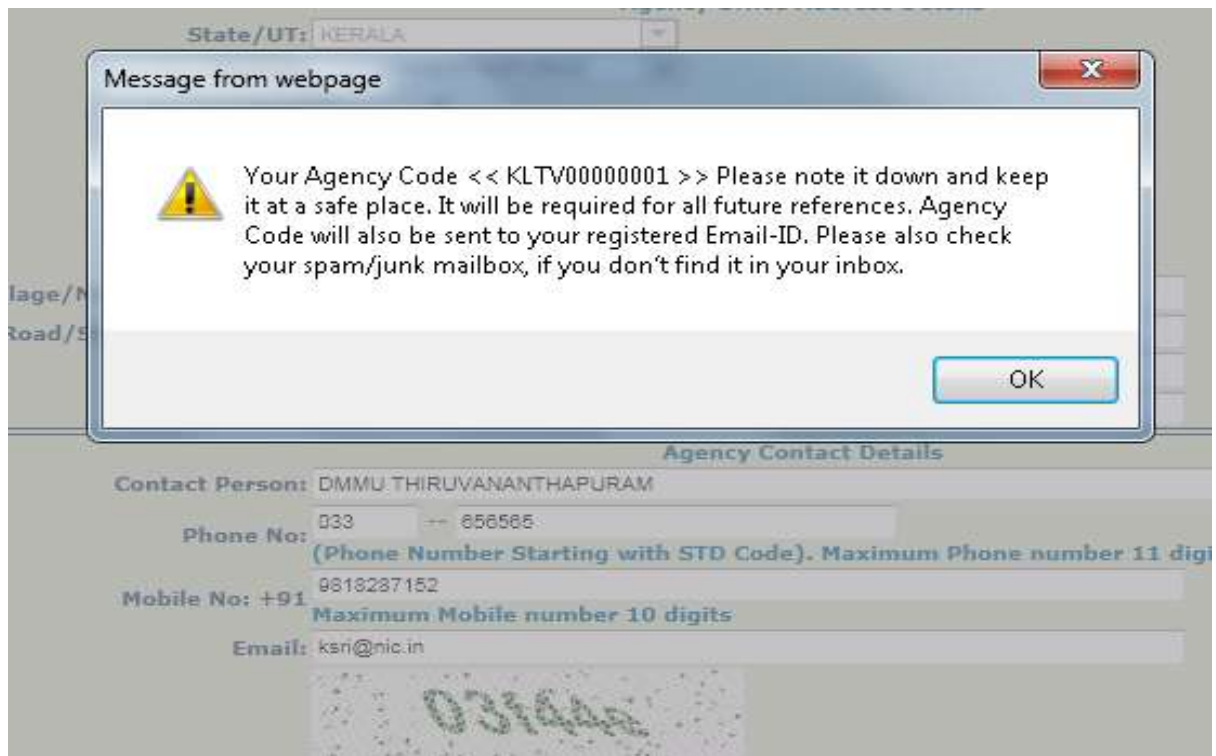 State/UT: KERALA
Message from webpage
Your Agency Code << KLTV00000001 >> Please note it down and keep
it at a safe place. It will be required for all future references. Agency
Code will also be sent to your registered Email-ID. Please also check
your spam/junk mailbox, if you don't find it in your inbox.
lage/N
Road/S
OK
Agency Contact Details
Contact Person: DMMU THIRUVANANTHAPURAM
Phone No: 033 -- 656565
(Phone Number Starting with STD Code). Maximum Phone number 11 digi
Mobile No: +91 9818287152
Maximum Mobile number 10 digits
Email: ksri@nic.in